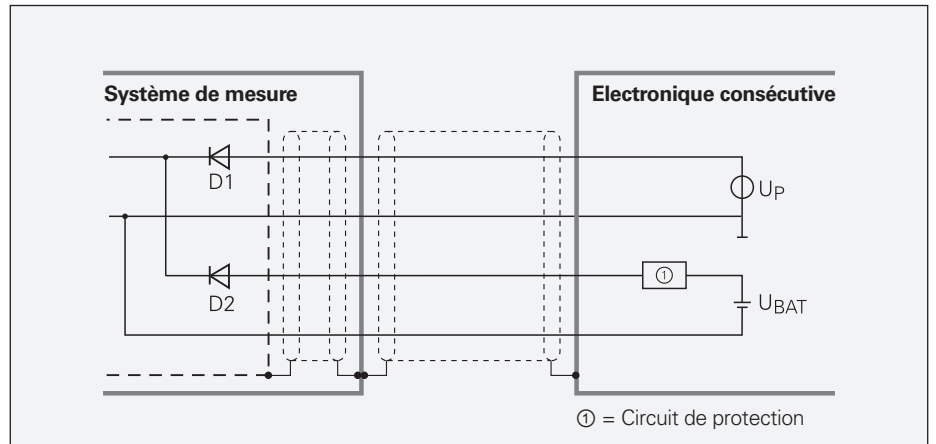 Système de mesure
Electronique consécutive
D1
UP
D2
①
UBAT
① = Circuit de protection